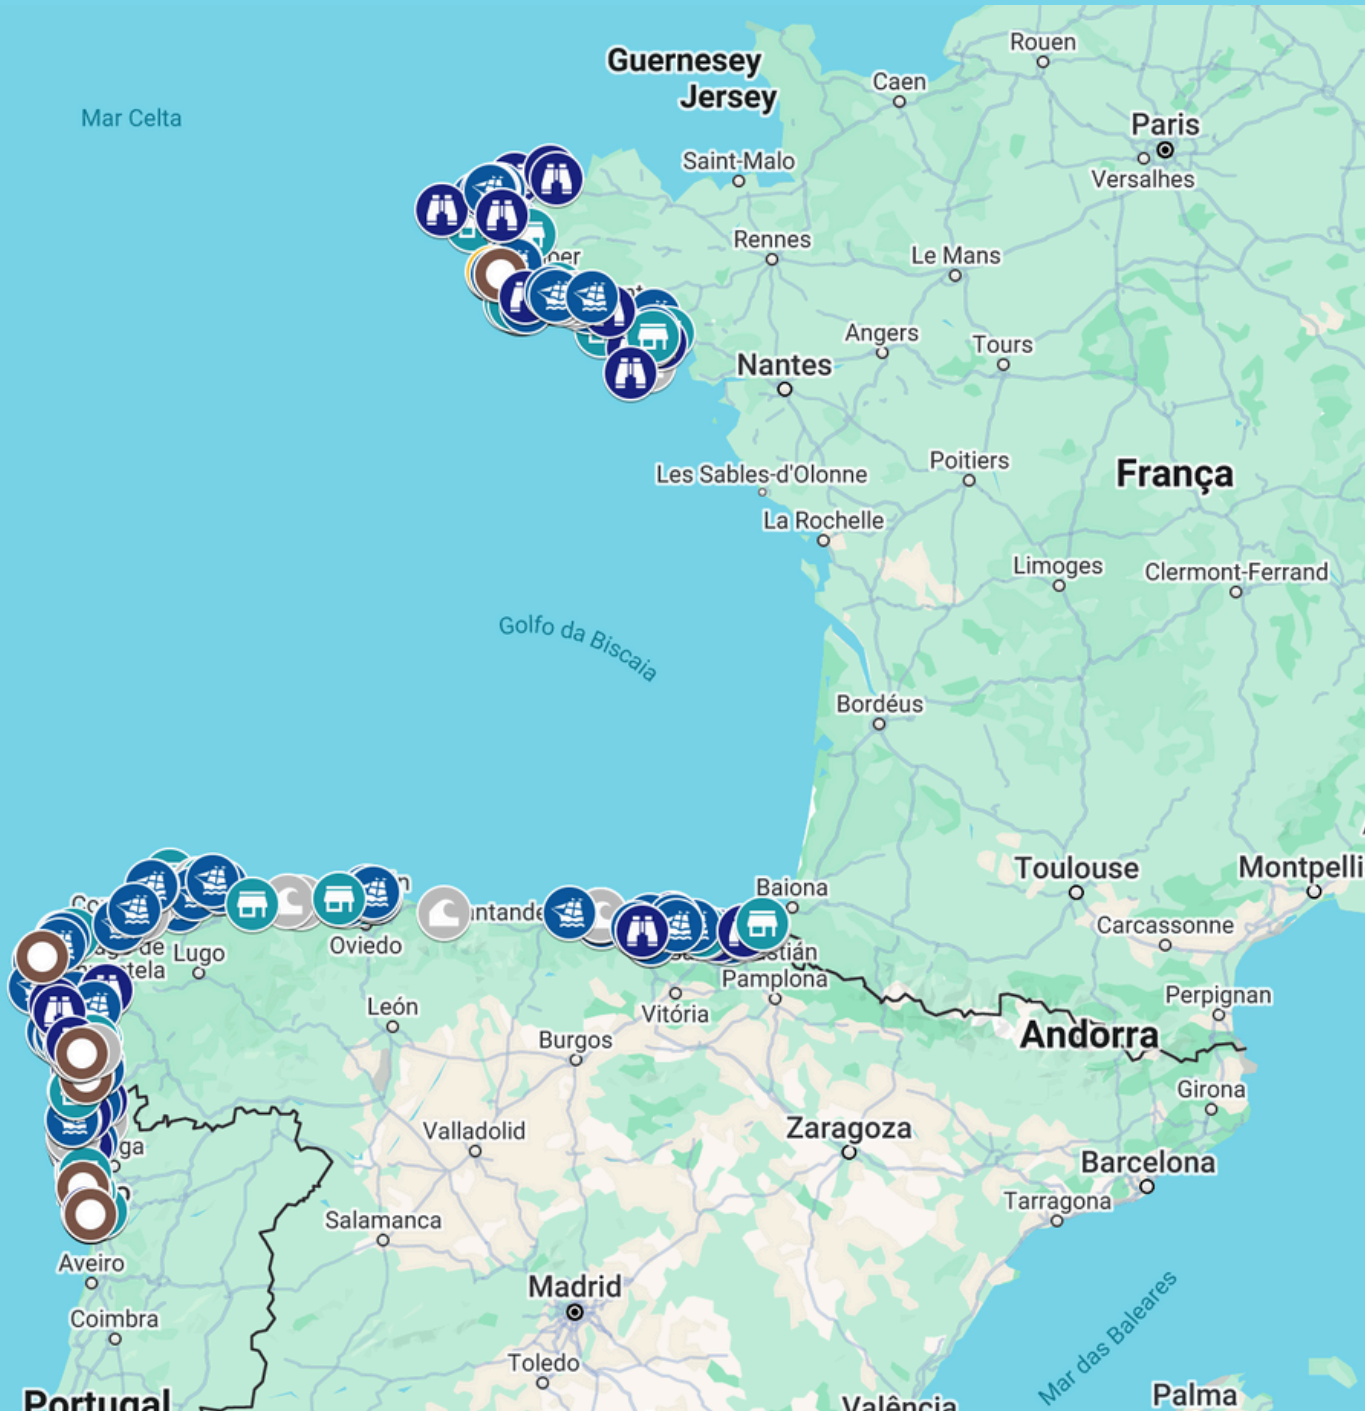 Rouen
Guernesey
Jersey
Caen
Mar Celta
Paris
Versalhes
Saint-Malo
Rennes
Le Mans
Angers
Tours
Nantes
Poitiers
Les Sables-d'Olonne
França
La Rochelle
Limoges
Clermont-Ferrand
Golfo da Biscaia
Bordéus
Toulouse
Montpelli
Baiona
Carcassonne
Oviedo
Lugo
Pamplona
Perpignan
León
Vitória
Burgos
Andorra
Girona
Valladolid
Zaragoza
Barcelona
Tarragona
Salamanca
Aveiro
Madrid
Coimbra
Mar das Baleares
Toledo
Portugal
Valência
Palma